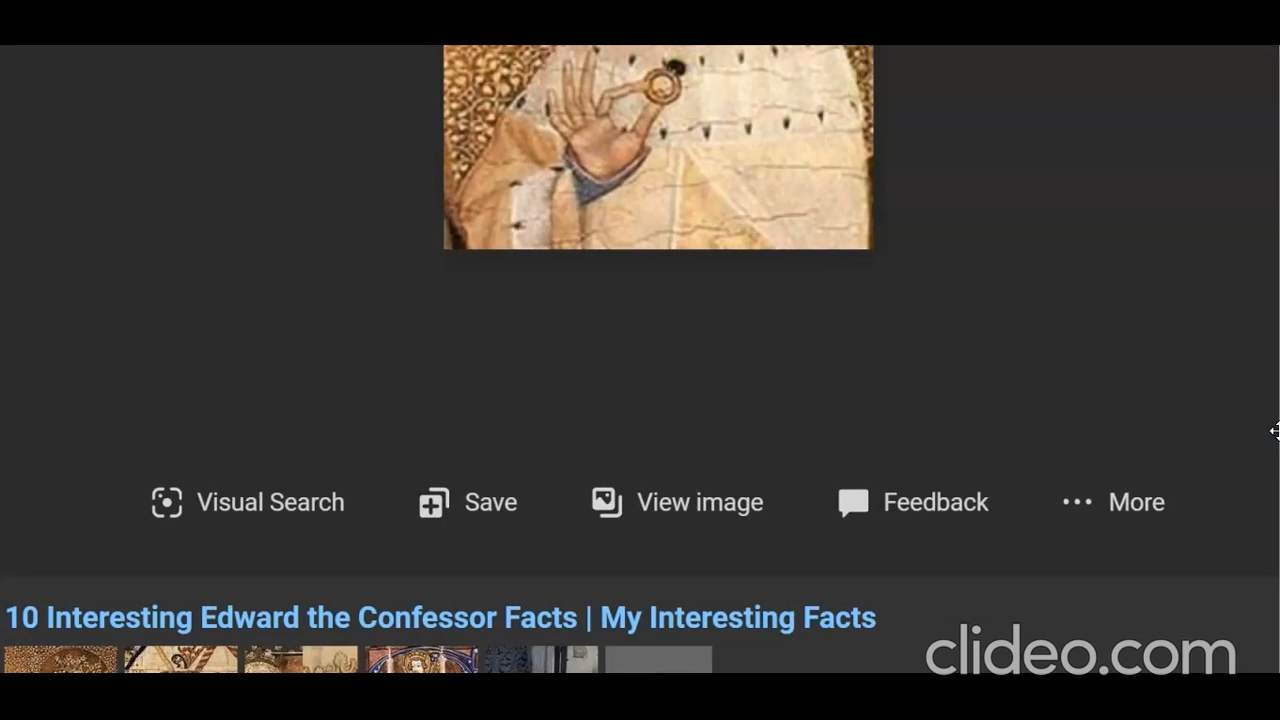 Visual Search
Save
View image
Feedback
More
10 Interesting Edward the Confessor Facts | My Interesting Facts
clideo.com